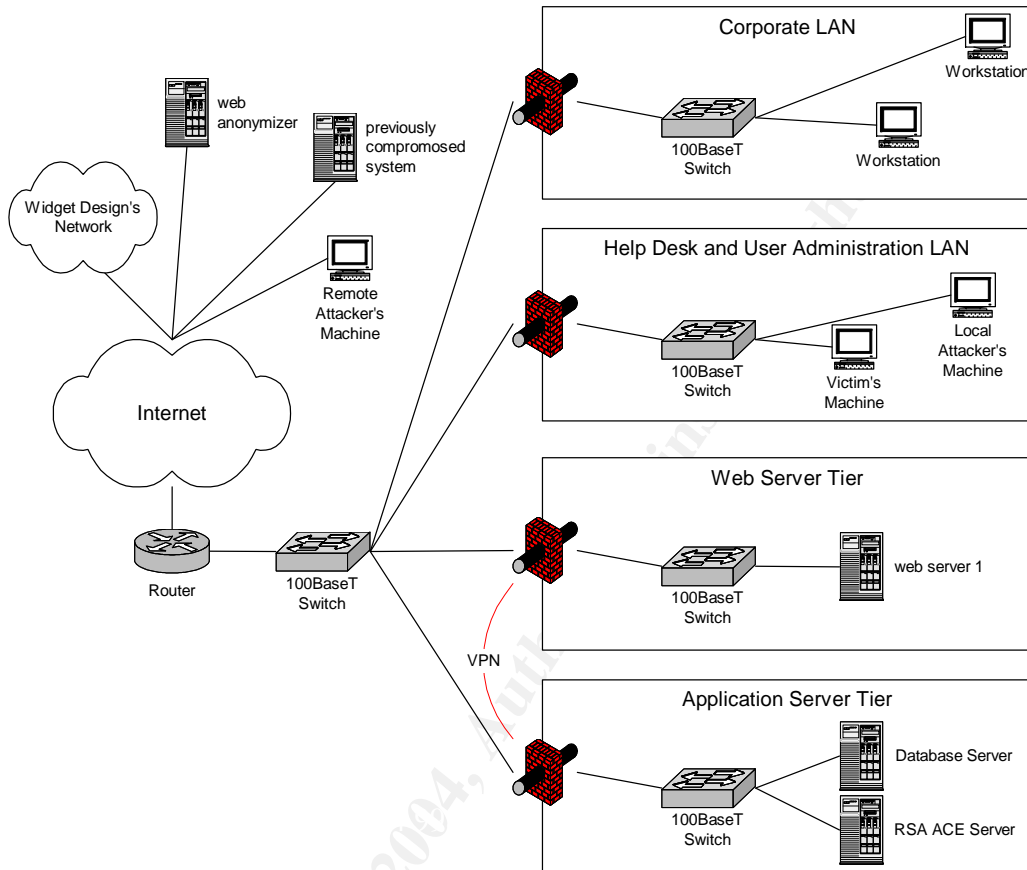 web
anonymizer
previously
compromosed
system
Widget Design's
Network
Remote
Attacker's
Machine
Internet
Router
100BaseT
Switch
Corporate LAN
Workstation
Workstation
100BaseT
Switch
Help Desk and User Administration LAN
Local
Attacker's
Machine
Victim's
Machine
100BaseT
Switch
Web Server Tier
web server 1
100BaseT
Switch
VPN
Application Server Tier
Database Server
RSA ACE Server
100BaseT
Switch
2004, Auth